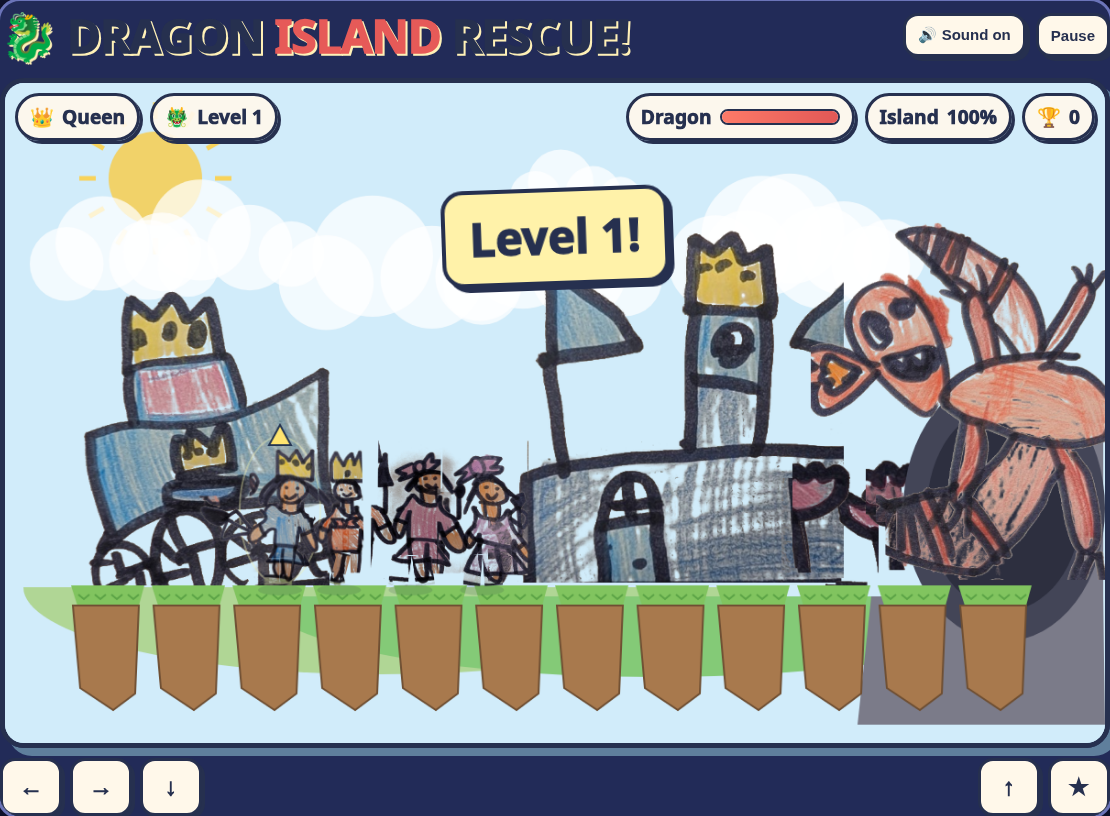 DRAGON ISLAND RESCUE!
Sound on
Pause
Queen
Level 1
Dragon
Island 100%
0
Level 1!